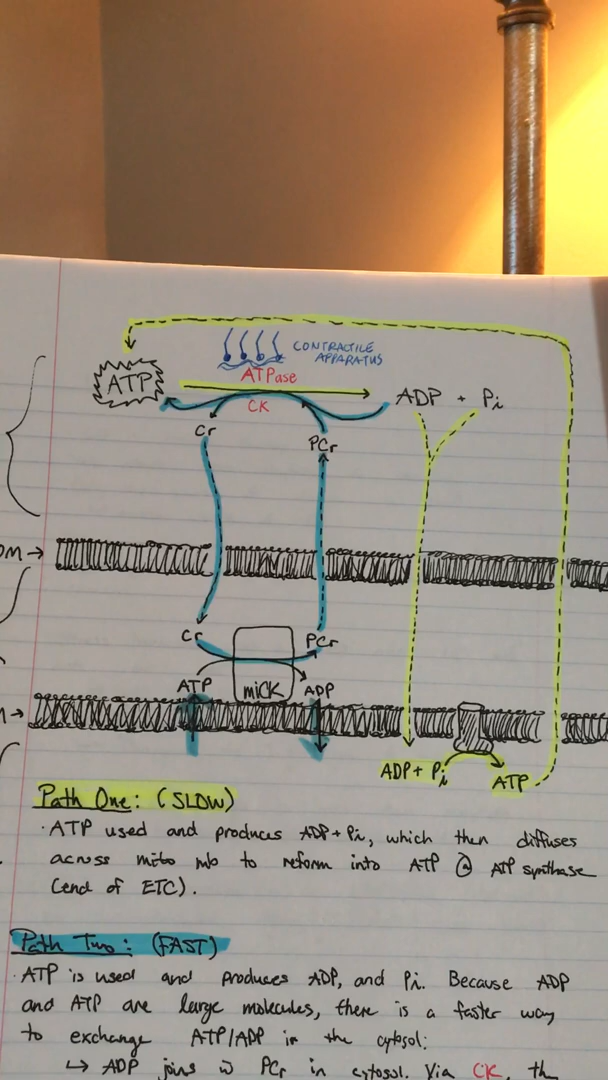 CONTRACTILE
APPARATUS
ATP
ATPase
ADP + Pi
CK
Cr
PCr
OM →
Cr
PCr
ATP
miCK
ADP
→
ADP + Pi
ATP
Path One: (SLOW)
· ATP used and produces ADP + Pi, which then diffuses
across mito mb to reform into ATP @ ATP synthase
(end of ETC).
Path Two: (FAST)
· ATP is used and produces ADP, and Pi. Because ADP
and ATP are large molecules, there is a faster way
to exchange ATP/ADP in the cytosol:
↳ ADP joins w PCr in cytosol. Via CK, the